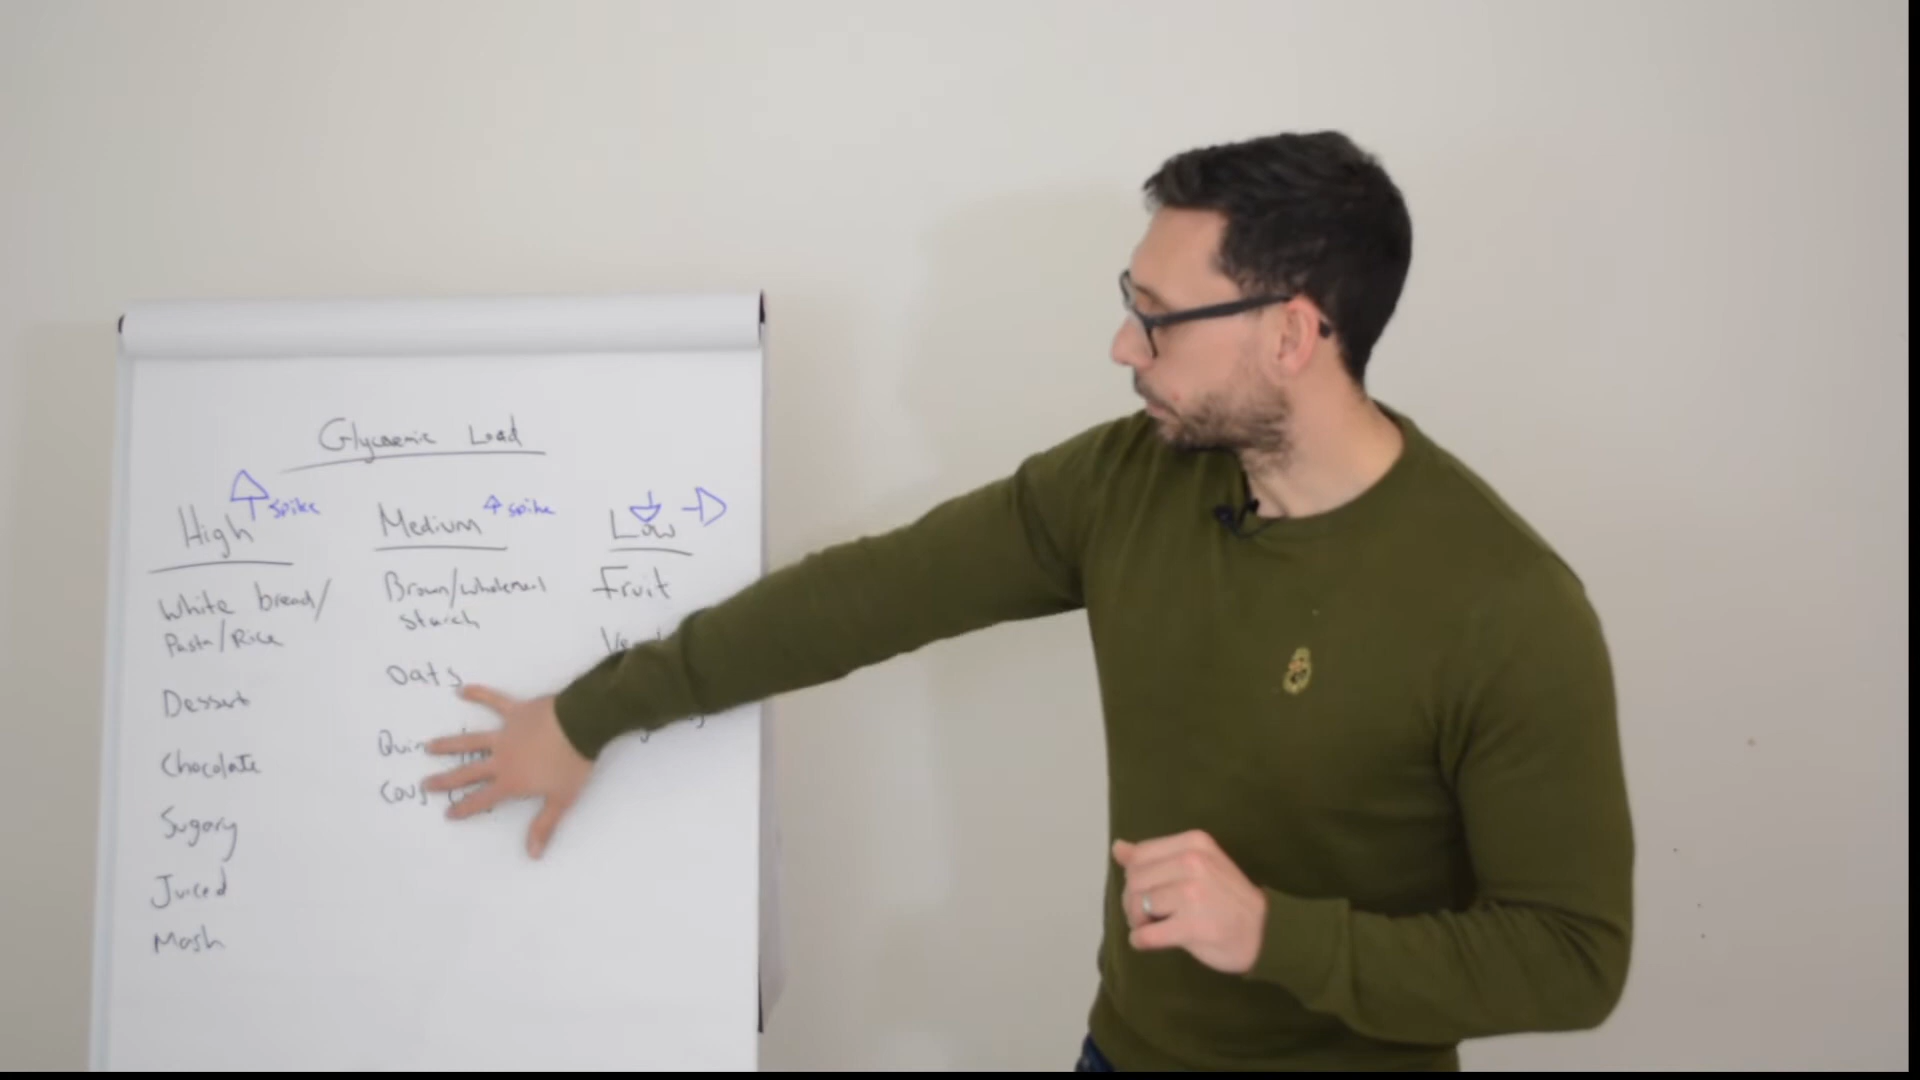 Glycaemic Load
High
spike
Medium
spike
Low
White bread/
Pasta/Rice
Dessert
Chocolate
Sugary
Juiced
Mash
Brown/wholemeal
starch
Oats
Fruit